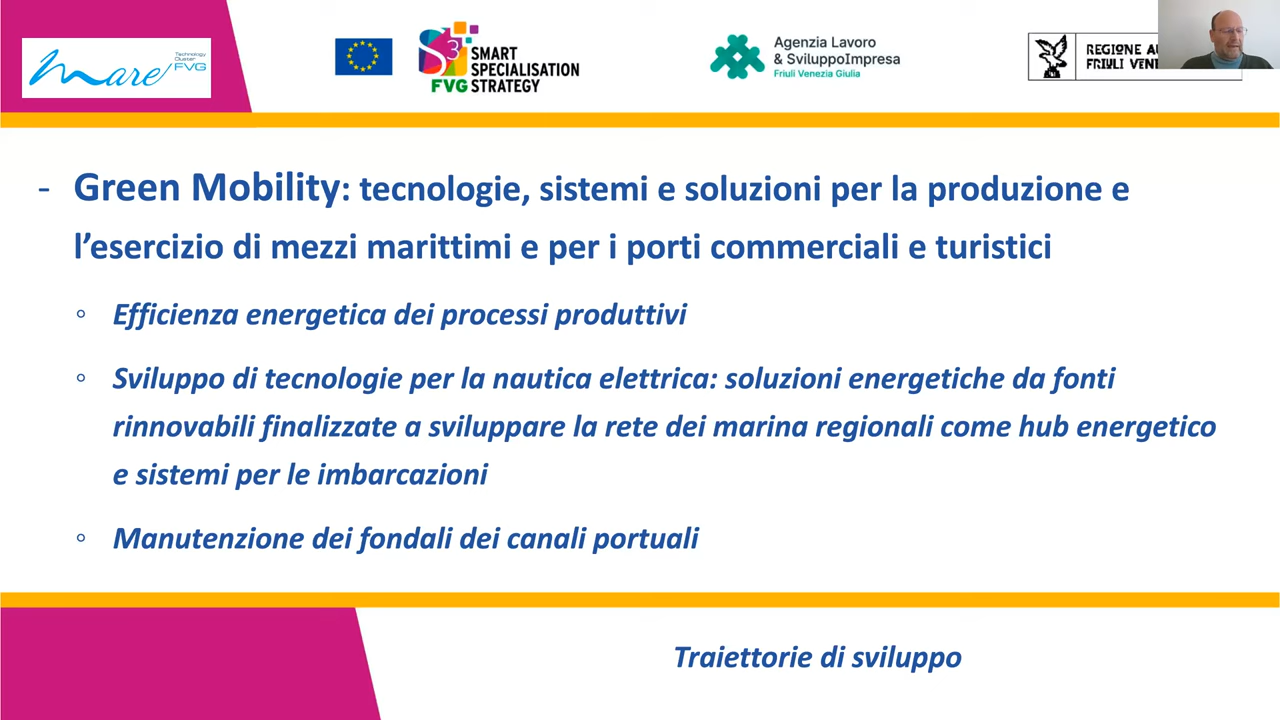 mare
Technology
Cluster
FVG
S3
FVG
SMART
SPECIALISATION
STRATEGY
Agenzia Lavoro
& SviluppoImpresa
Friuli Venezia Giulia
REGIONE AU
FRIULI VENE
- Green Mobility: tecnologie, sistemi e soluzioni per la produzione e
l’esercizio di mezzi marittimi e per i porti commerciali e turistici
◦ Efficienza energetica dei processi produttivi
◦ Sviluppo di tecnologie per la nautica elettrica: soluzioni energetiche da fonti
rinnovabili finalizzate a sviluppare la rete dei marina regionali come hub energetico
e sistemi per le imbarcazioni
◦ Manutenzione dei fondali dei canali portuali
Traiettorie di sviluppo